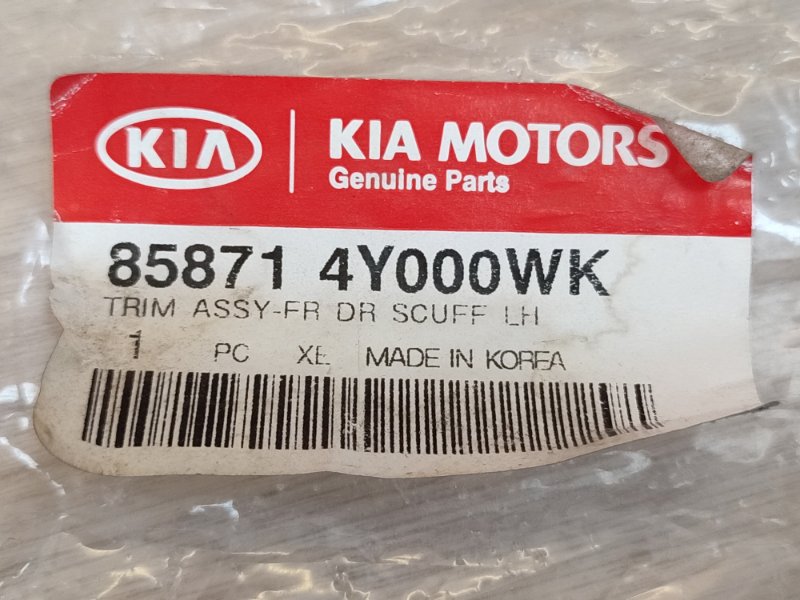 KIA KIA MOTORS
Genuine Parts
85871 4Y000WK
TRIM ASSY-FR DR SCUFF LH
1 PC XE MADE IN KOREA